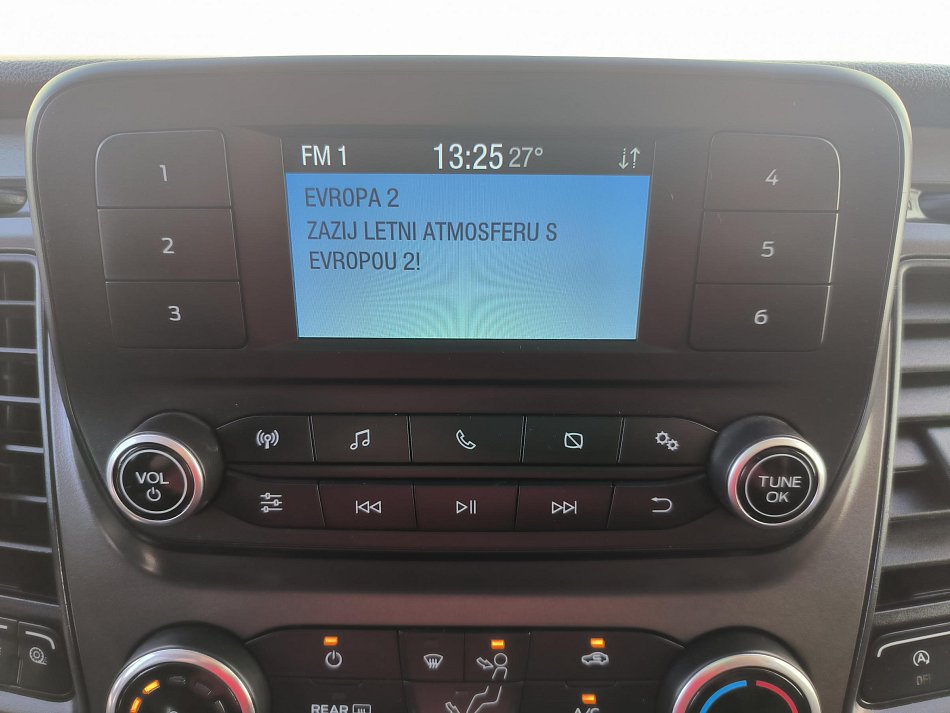 FM 1 13:25 27°
EVROPA 2
ZAZIJ LETNI ATMOSFERU S
EVROPOU 2!
1
2
3
4
5
6
VOL
TUNE
OK
REAR
A/C
A
OFF